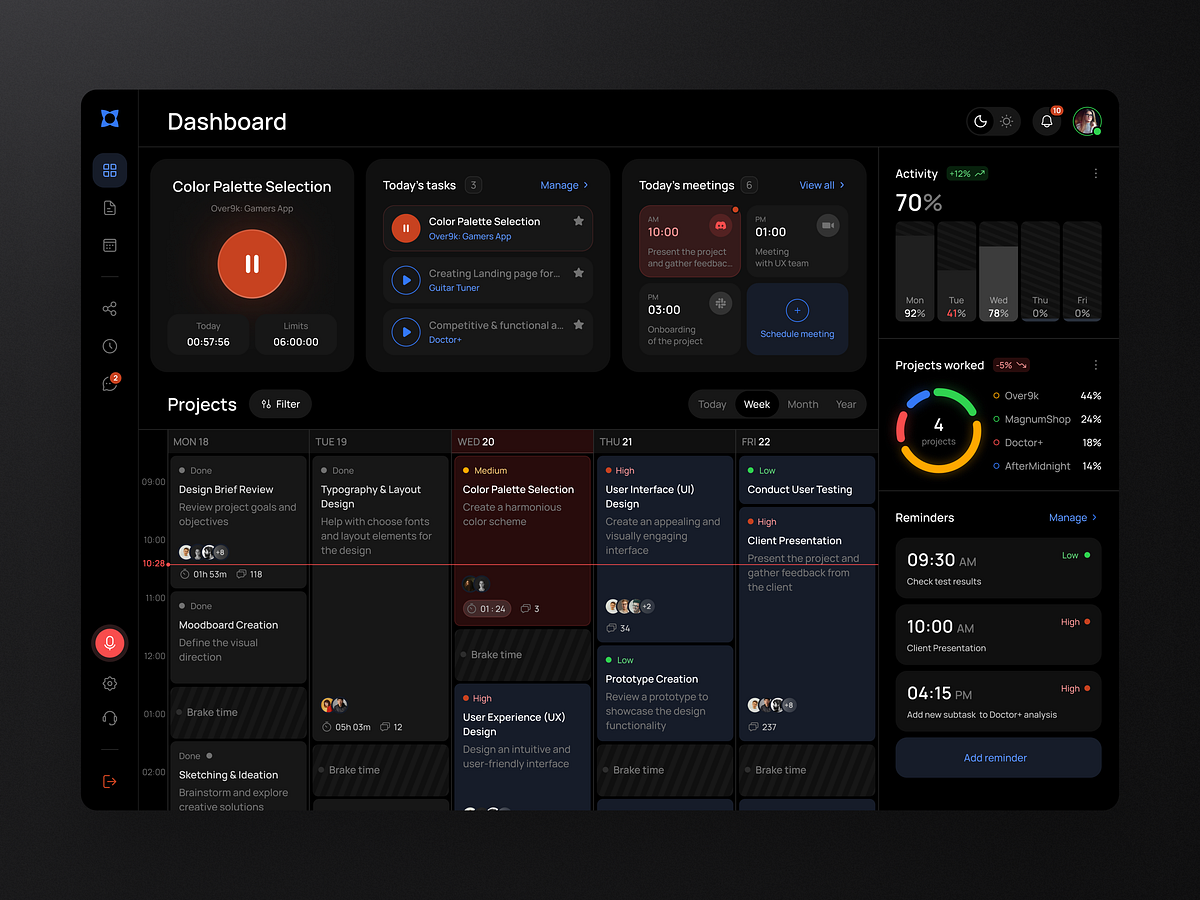 Dashboard
10
2
Color Palette Selection
Over9k: Gamers App
Today
00:57:56
Limits
06:00:00
Today's tasks
3
Manage
Color Palette Selection
Over9k: Gamers App
Creating Landing page for...
Guitar Tuner
Competitive & functional a...
Doctor+
Today's meetings
6
View all
AM
10:00
Present the project
and gather feedbac...
PM
01:00
Meeting
with UX team
PM
03:00
Onboarding
of the project
Schedule meeting
Activity
+12%
70%
Mon
92%
Tue
41%
Wed
78%
Thu
0%
Fri
0%
Projects worked
-5%
4
projects
Over9k 44%
MagnumShop 24%
Doctor+ 18%
AfterMidnight 14%
Reminders
Manage
09:30 AM
Low
Check test results
10:00 AM
High
Client Presentation
04:15 PM
High
Add new subtask to Doctor+ analysis
Add reminder
Projects
Filter
Today Week Month Year
MON 18
TUE 19
WED 20
THU 21
FRI 22
09:00
10:00
10:28
11:00
12:00
01:00
02:00
Done
Design Brief Review
Review project goals and
objectives
+8
01h 53m
118
Done
Moodboard Creation
Define the visual
direction
Brake time
Done
Sketching & Ideation
Brainstorm and explore
creative solutions
Done
Typography & Layout
Design
Help with choose fonts
and layout elements for
the design
05h 03m
12
Brake time
Medium
Color Palette Selection
Create a harmonious
color scheme
01 : 24
3
Brake time
High
User Experience (UX)
Design
Design an intuitive and
user-friendly interface
High
User Interface (UI)
Design
Create an appealing and
visually engaging
interface
+2
34
Low
Prototype Creation
Review a prototype to
showcase the design
functionality
Brake time
Low
Conduct User Testing
High
Client Presentation
Present the project and
gather feedback from
the client
+8
237
Brake time